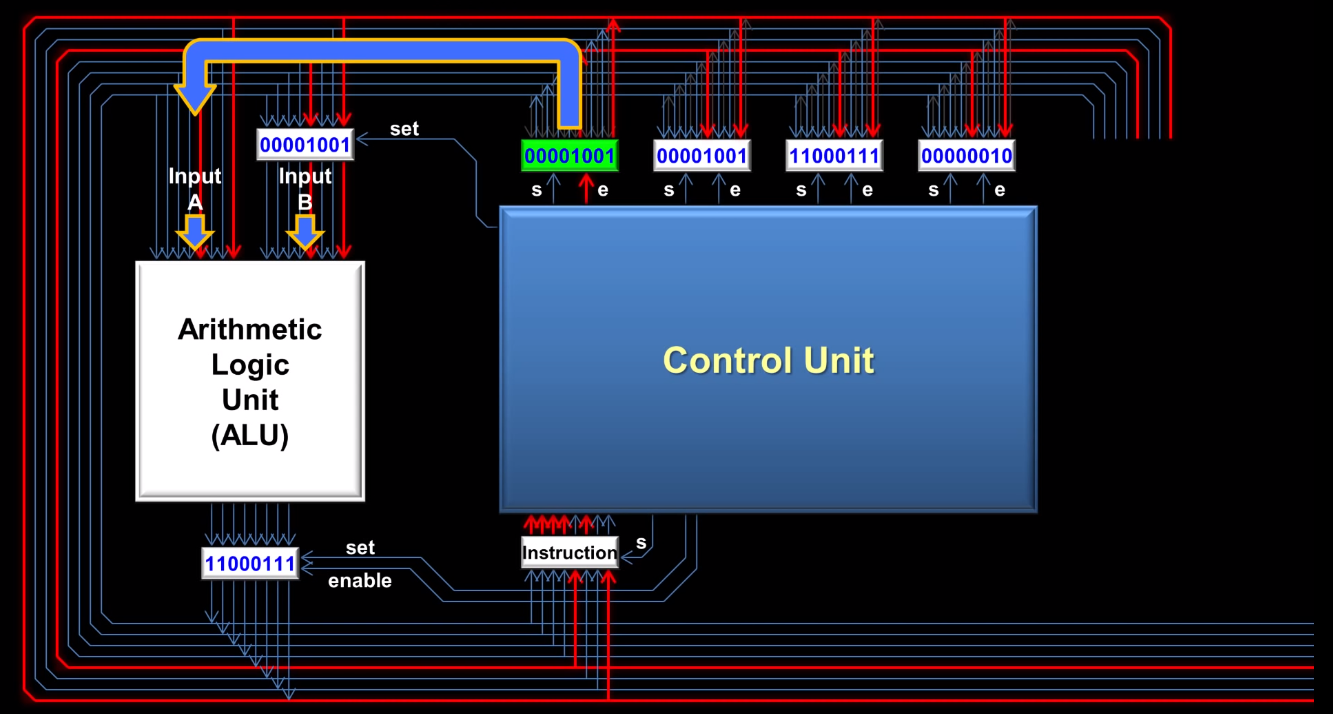 set
00001001
00001001
00001001
11000111
00000010
Input
A
Input
B
s
e
s
e
s
e
s
e
Arithmetic
Logic
Unit
(ALU)
Control Unit
11000111
set
enable
Instruction
s